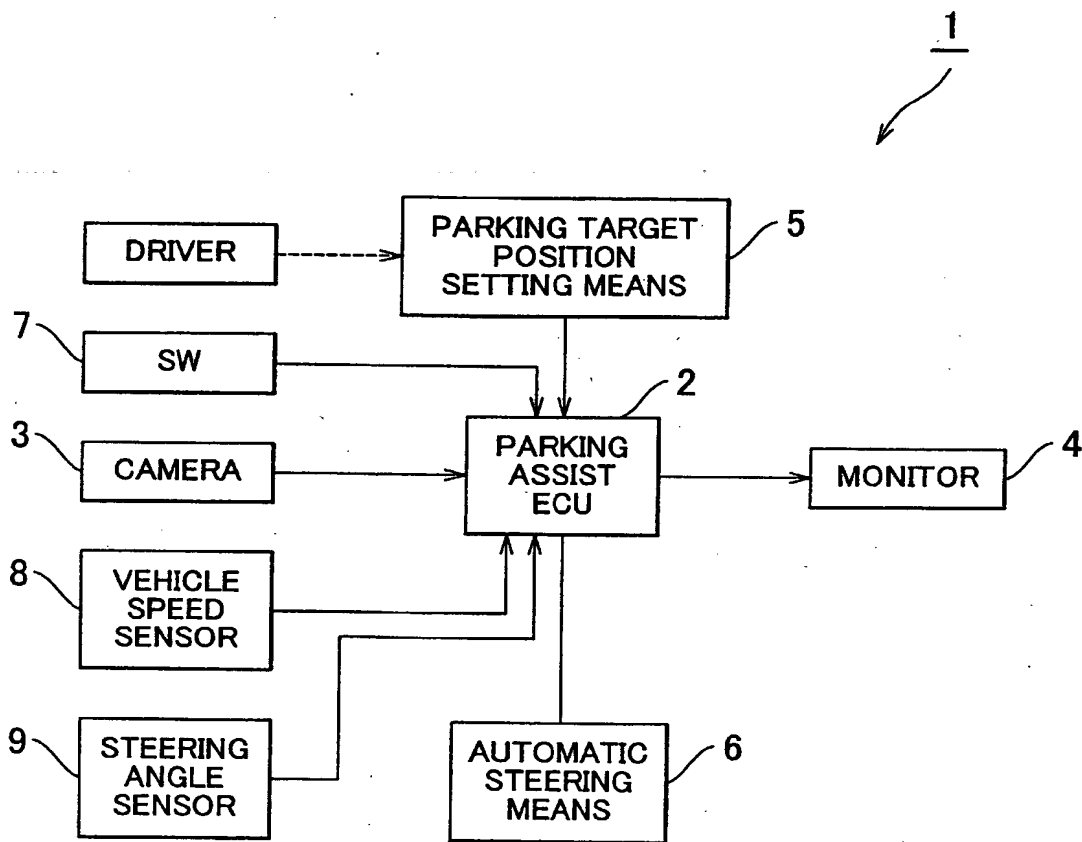 1
DRIVER
PARKING TARGET
POSITION
SETTING MEANS
5
7
SW
2
3
CAMERA
PARKING
ASSIST
ECU
MONITOR
4
8
VEHICLE
SPEED
SENSOR
9
STEERING
ANGLE
SENSOR
AUTOMATIC
STEERING
MEANS
6